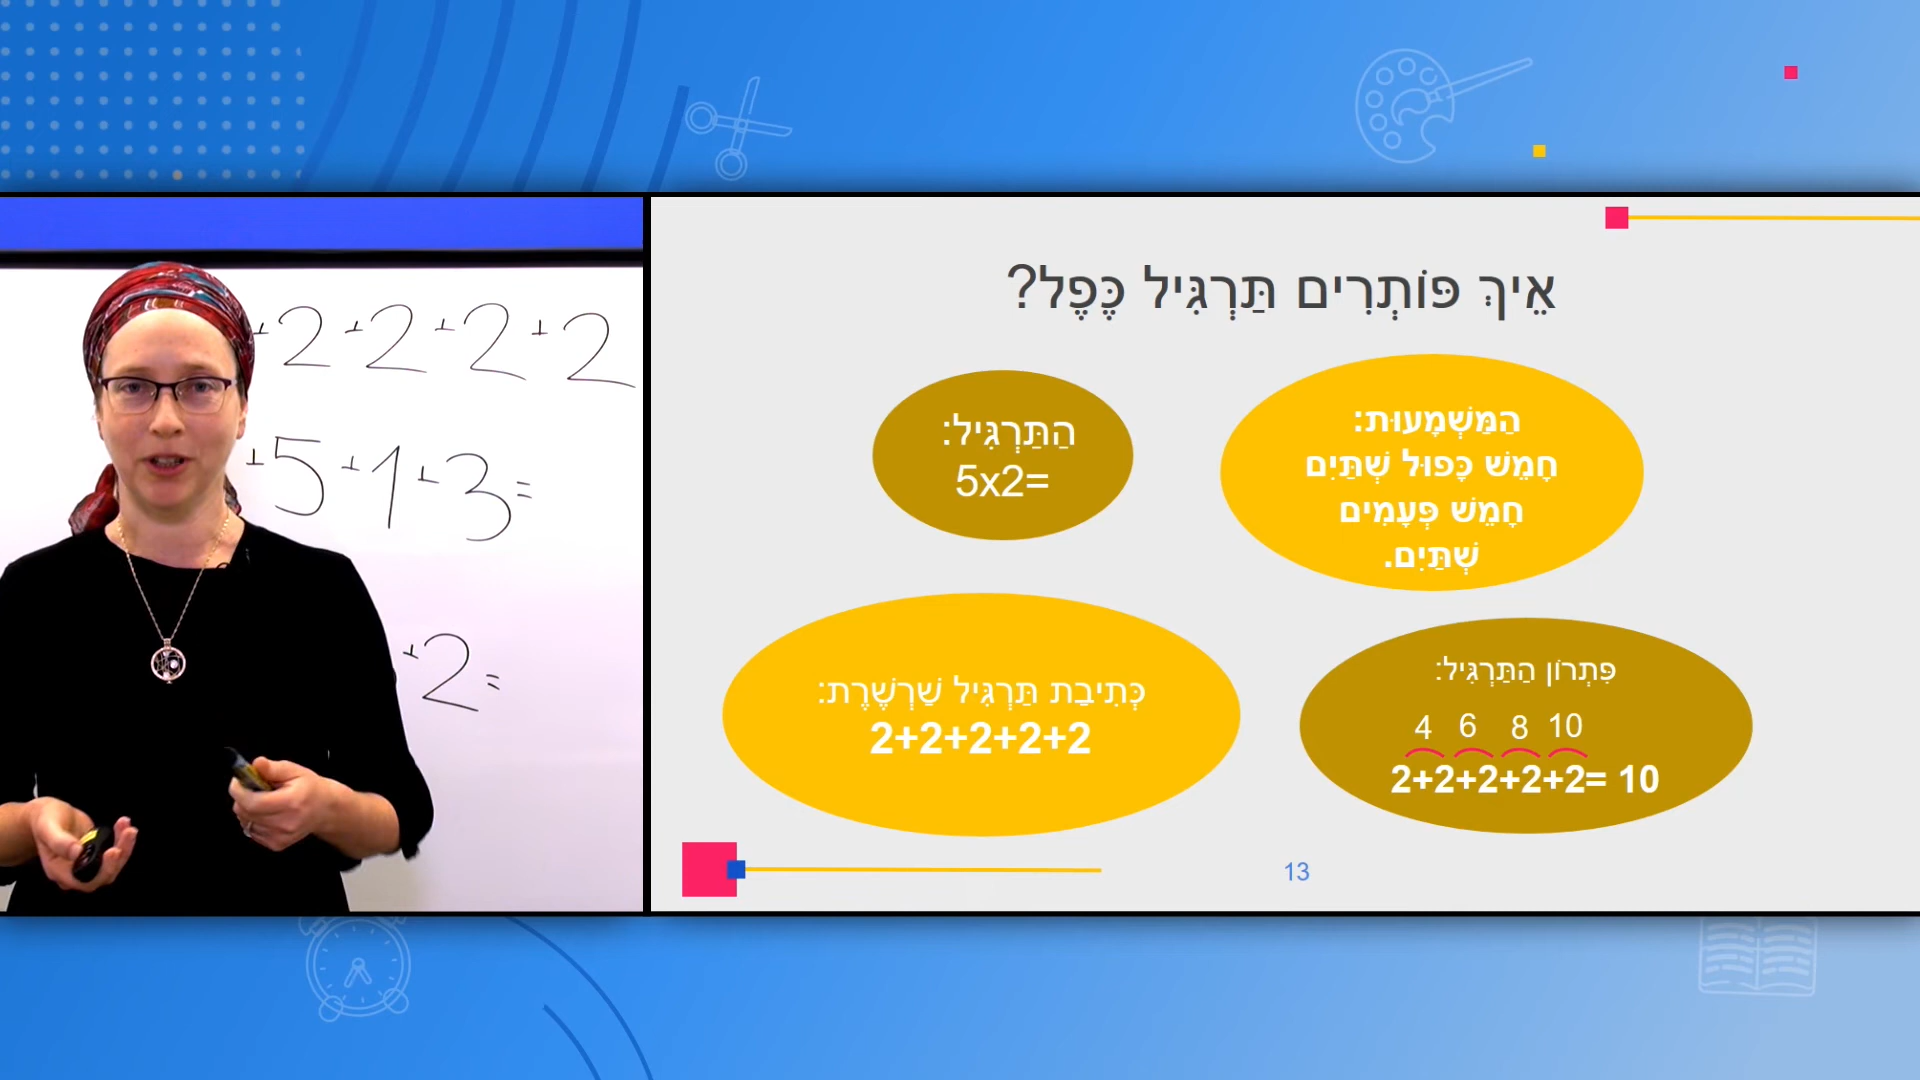 אֵיךְ פּוֹתְרִים תַּרְגִּיל כֶּפֶל?
הַמַּשְׁמָעוּת:
חָמֵשׁ כָּפוּל שְׁתַּיִם
חָמֵשׁ פְּעָמִים
שְׁתַּיִם.
הַתַּרְגִּיל:
5x2=
כְּתִיבַת תַּרְגִּיל שַׁרְשֶׁרֶת:
2+2+2+2+2
פִּתְרוֹן הַתַּרְגִּיל:
4 6 8 10
2+2+2+2+2= 10
13
+2+2+2+2
+5+1+3=
+2=